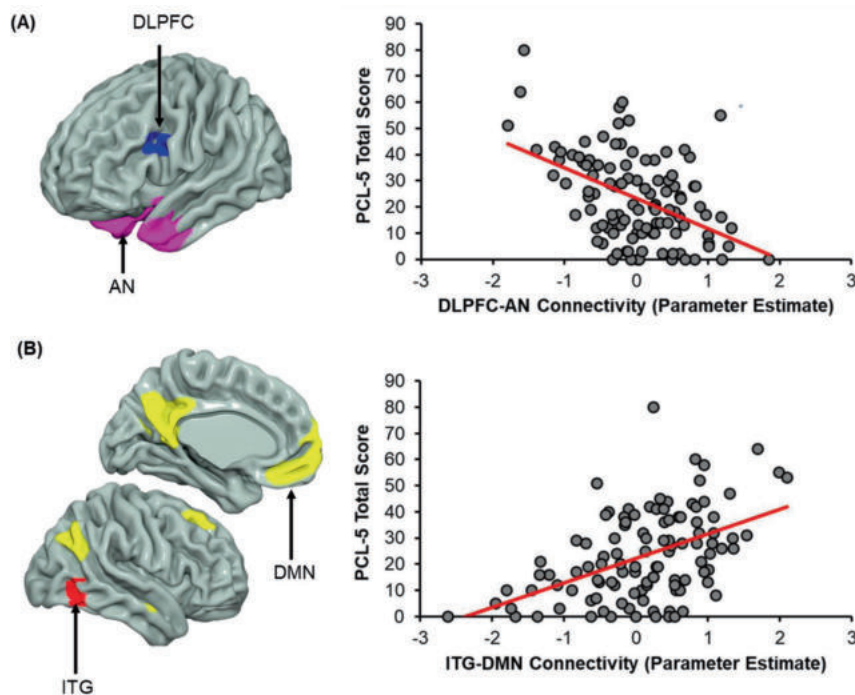 (A)
DLPFC
AN
PCL-5 Total Score
90
80
70
60
50
40
30
20
10
0
-3 -2 -1 0 1 2 3
DLPFC-AN Connectivity (Parameter Estimate)
(B)
DMN
ITG
PCL-5 Total Score
90
80
70
60
50
40
30
20
10
0
-3 -2 -1 0 1 2 3
ITG-DMN Connectivity (Parameter Estimate)